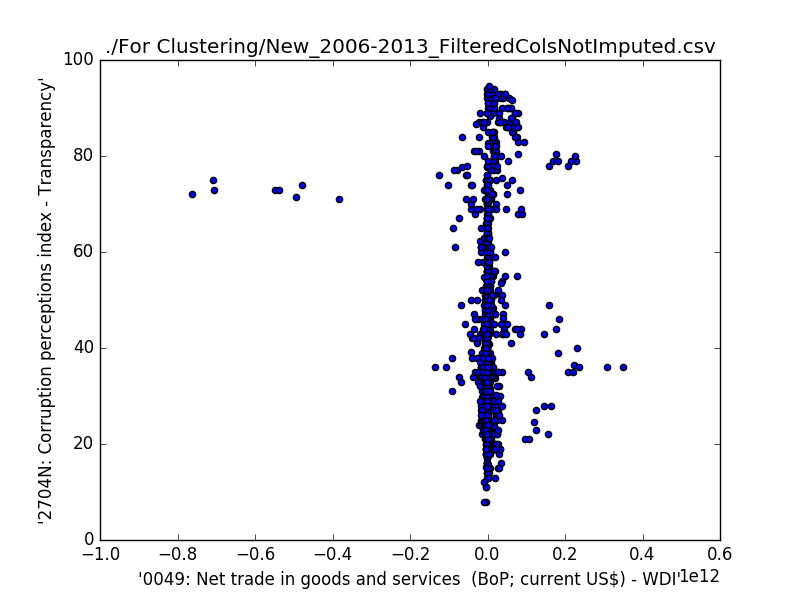 ./For Clustering/New_2006-2013_FilteredColsNotImputed.csv
100
80
60
40
20
0
'2704N: Corruption perceptions index - Transparency'
−1.0 −0.8 −0.6 −0.4 −0.2 0.0 0.2 0.4 0.6
1e12
'0049: Net trade in goods and services  (BoP; current US$) - WDI'